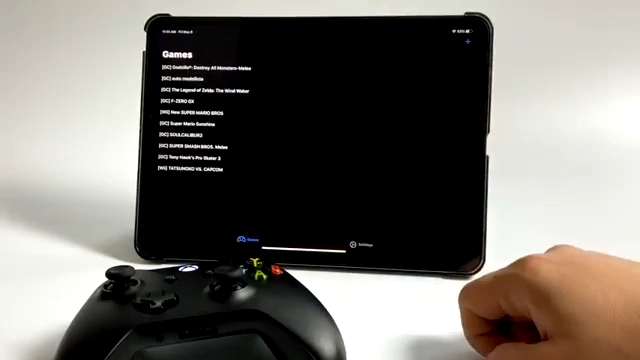 Games
[GC] Godzilla®: Destroy All Monsters-Melee
[GC] auto modellista
[GC] The Legend of Zelda: The Wind Waker
[GC] F-ZERO GX
[Wii] New SUPER MARIO BROS
[GC] Super Mario Sunshine
[GC] SOULCALIBUR2
[GC] SUPER SMASH BROS. Melee
[GC] Tony Hawk's Pro Skater 3
[Wii] TATSUNOKO VS. CAPCOM
Games
Settings
Y
A
B